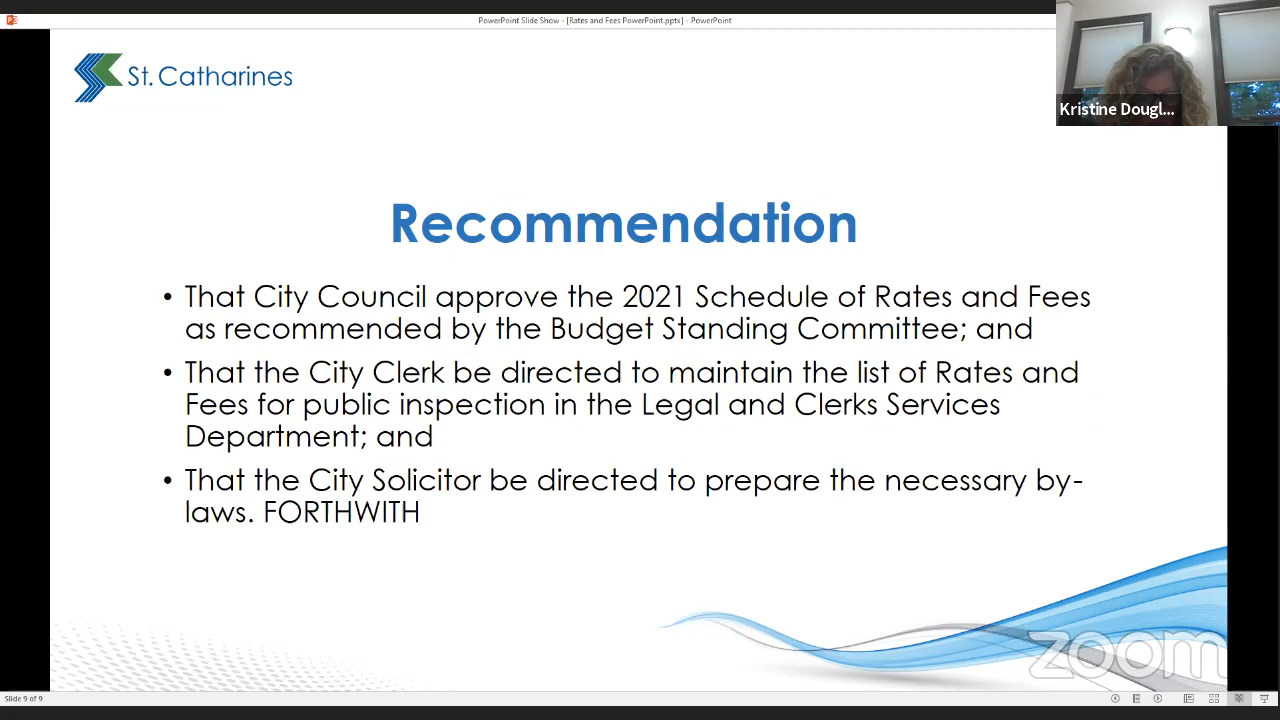 PowerPoint Slide Show - [Rates and Fees PowerPoint.pptx] - PowerPoint
St. Catharines
Kristine Dougl...
Recommendation
• That City Council approve the 2021 Schedule of Rates and Fees
as recommended by the Budget Standing Committee; and
• That the City Clerk be directed to maintain the list of Rates and
Fees for public inspection in the Legal and Clerks Services
Department; and
• That the City Solicitor be directed to prepare the necessary by-
laws. FORTHWITH
zoom
Slide 9 of 9